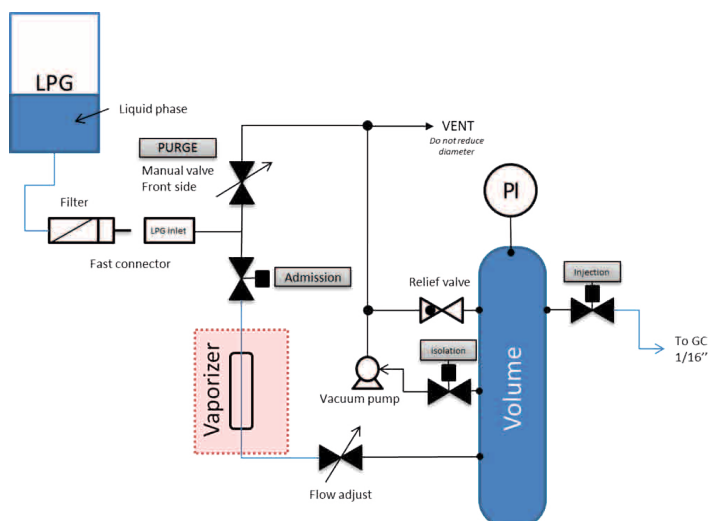 LPG
Liquid phase
VENT
Do not reduce
diameter
PURGE
Manual valve
Front side
PI
Filter
LPG inlet
Fast connector
Admission
Relief valve
Injection
To GC
1/16’’
isolation
Vaporizer
Vacuum pump
Volume
Flow adjust